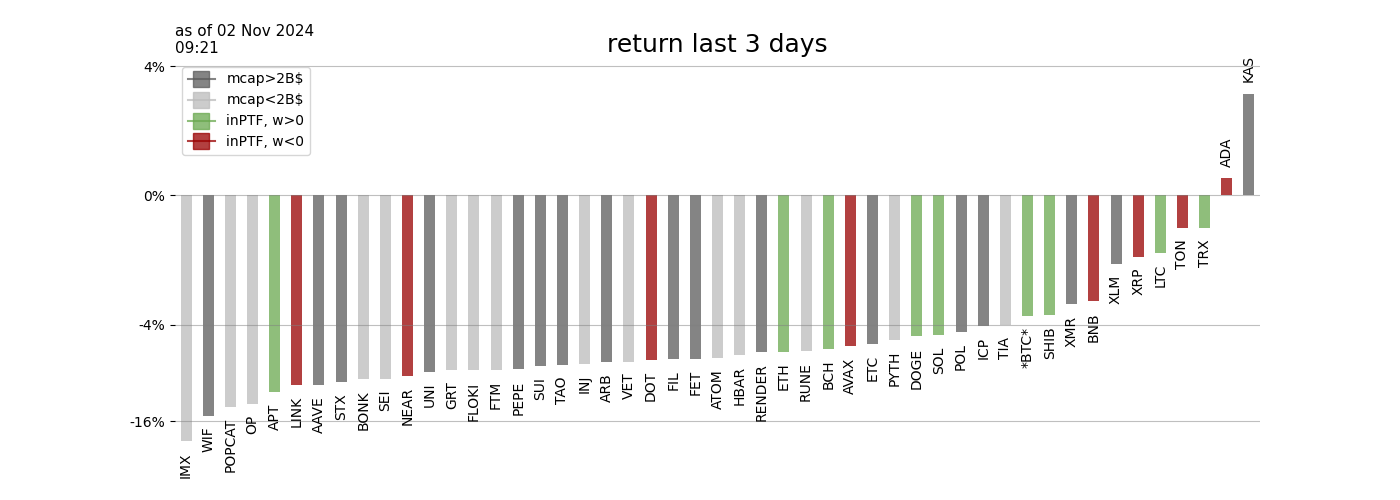 as of 02 Nov 2024
09:21
return last 3 days
mcap>2B$
mcap<2B$
inPTF, w>0
inPTF, w<0
4%
0%
-4%
-16%
IMX
WIF
POPCAT
OP
APT
LINK
AAVE
STX
BONK
SEI
NEAR
UNI
GRT
FLOKI
FTM
PEPE
SUI
TAO
INJ
ARB
VET
DOT
FIL
FET
ATOM
HBAR
RENDER
ETH
RUNE
BCH
AVAX
ETC
PYTH
DOGE
SOL
POL
ICP
TIA
*BTC*
SHIB
XMR
BNB
XLM
XRP
LTC
TON
TRX
ADA
KAS